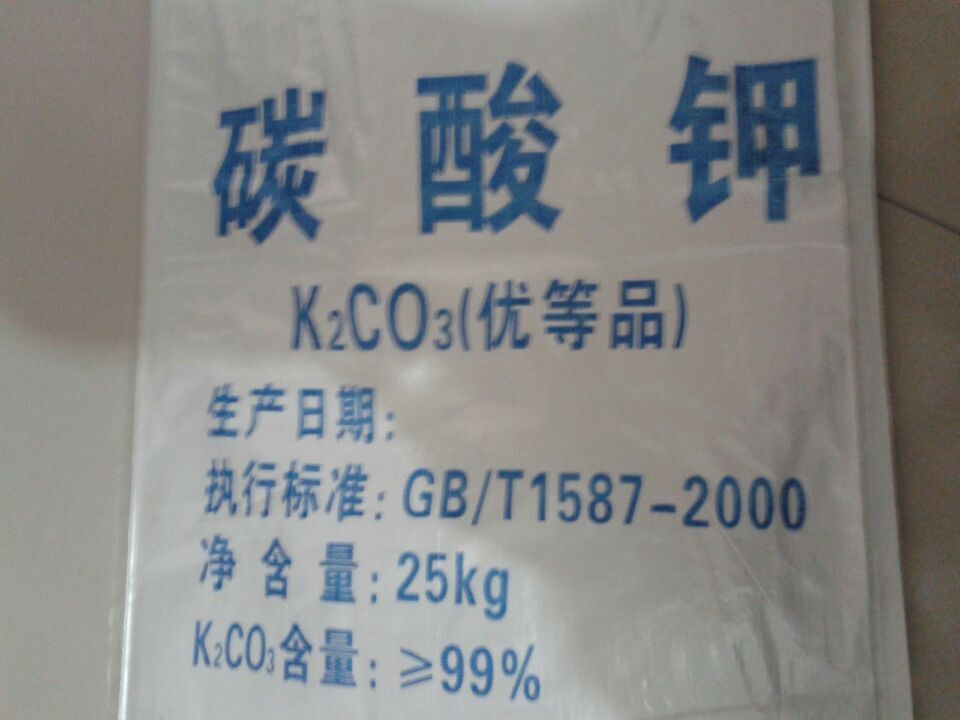 碳酸钾
K₂CO₃(优等品)
生产日期:
执行标准: GB/T1587-2000
净含量: 25kg
K₂CO₃含量: ≥99%